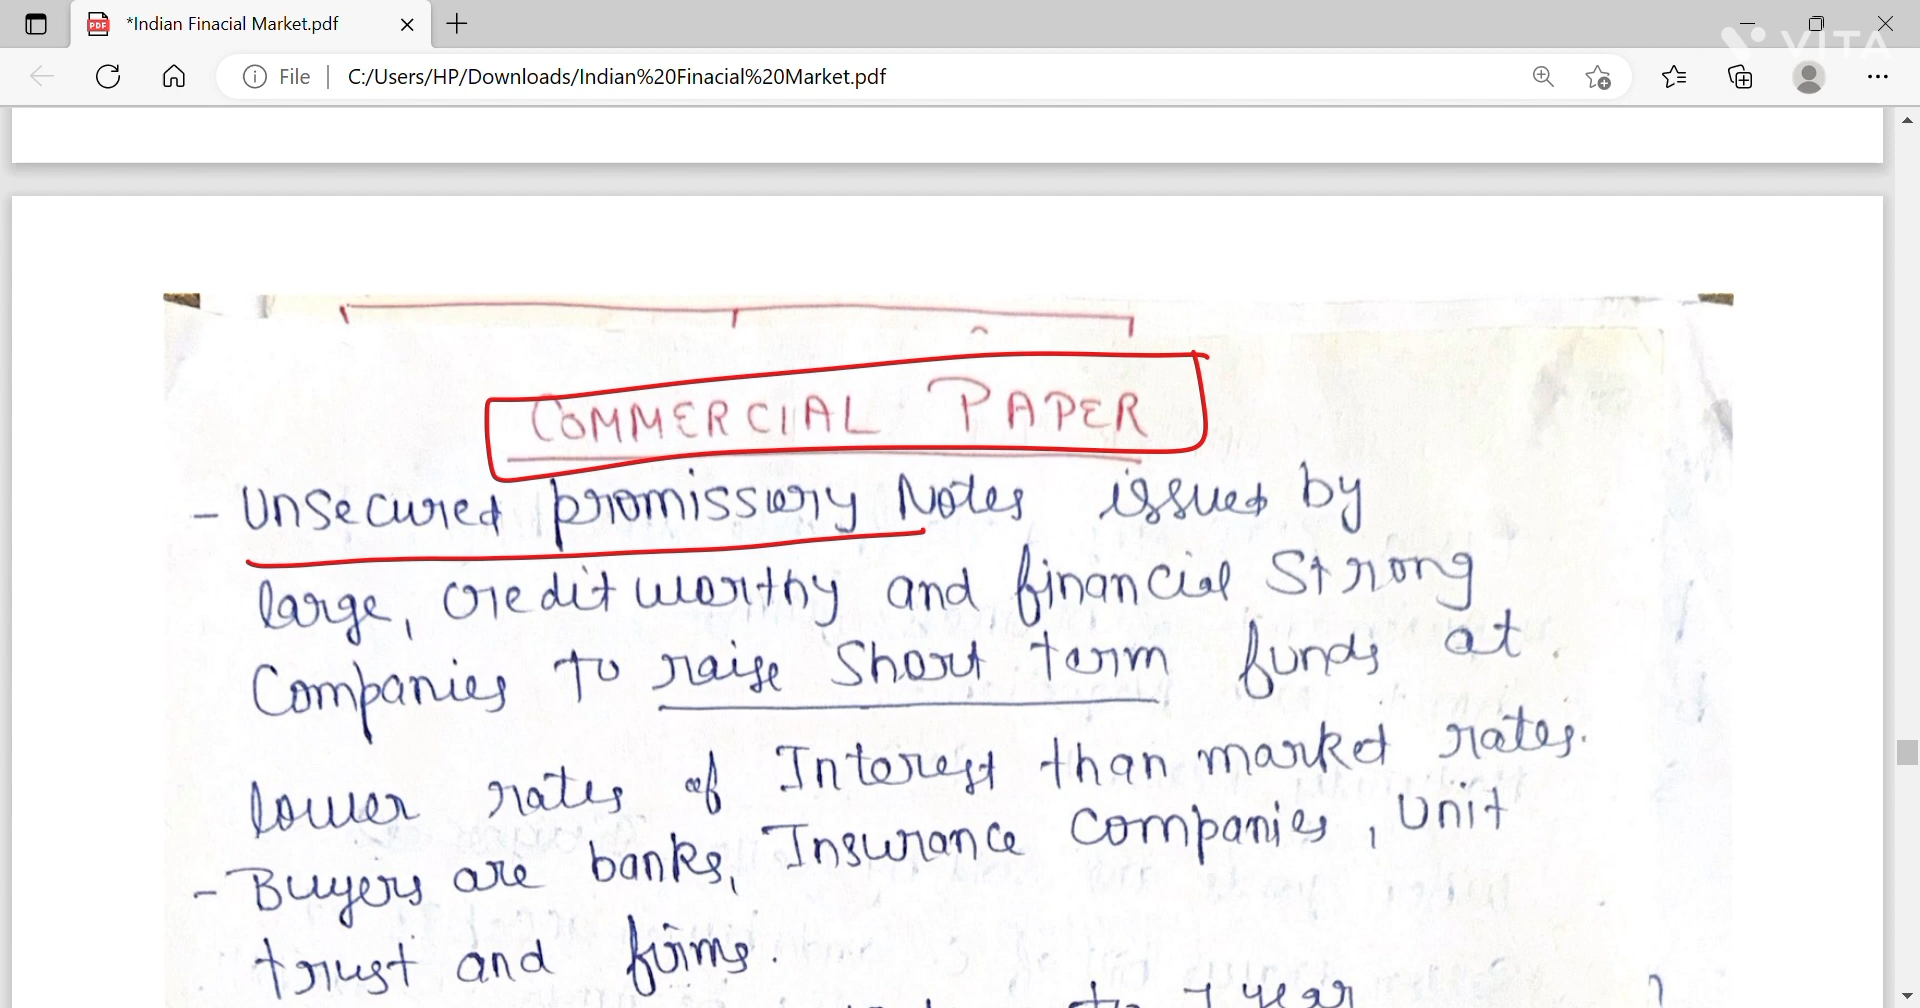 *Indian Finacial Market.pdf
VITA
File | C:/Users/HP/Downloads/Indian%20Finacial%20Market.pdf
COMMERCIAL PAPER
- Unsecured promissory Notes issued by
large, credit worthy and financial Strong
Companies to raise Short term funds at
lower rates of Interest than market rates.
- Buyers are banks, Insurance Companies, Unit
trust and firms.
year